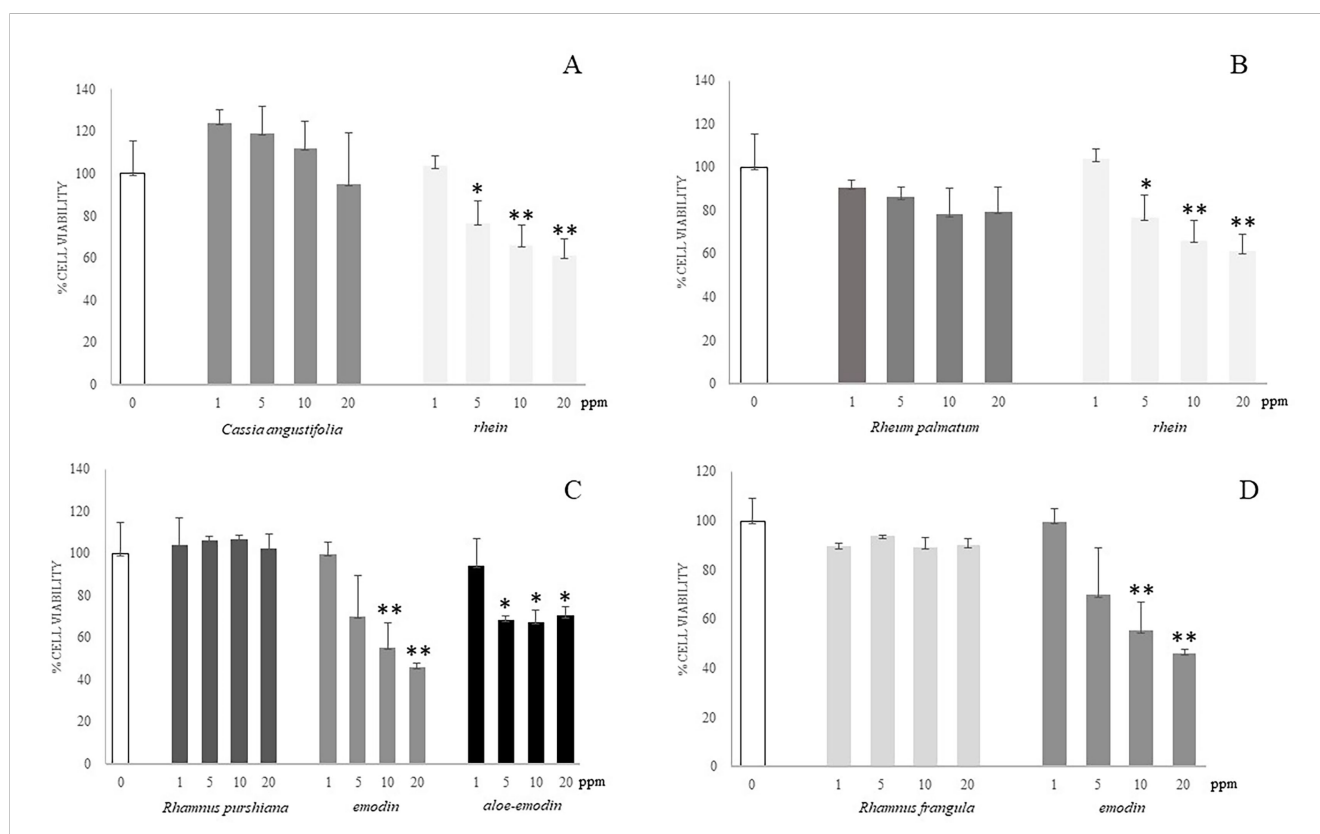 A
140
120
100
80
60
40
20
0
% CELL VIABILITY
* ** **
0 1 5 10 20 1 5 10 20 ppm
Cassia angustifolia rhein
B
140
120
100
80
60
40
20
0
% CELL VIABILITY
* ** **
0 1 5 10 20 1 5 10 20 ppm
Rheum palmatum rhein
C
140
120
100
80
60
40
20
0
% CELL VIABILITY
** ** * * *
0 1 5 10 20 1 5 10 20 1 5 10 20 ppm
Rhamnus purshiana emodin aloe-emodin
D
120
100
80
60
40
20
0
% CELL VIABILITY
** **
0 1 5 10 20 1 5 10 20 ppm
Rhamnus frangula emodin